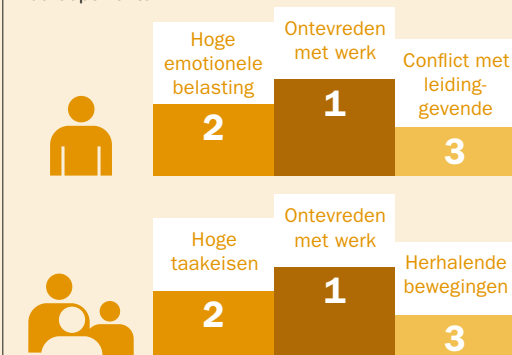 Hoge
emotionele
belasting
2
Ontevreden
met werk
1
Conflict met
leiding-
gevende
3
Hoge
taakeisen
2
Ontevreden
met werk
1
Herhalende
bewegingen
3